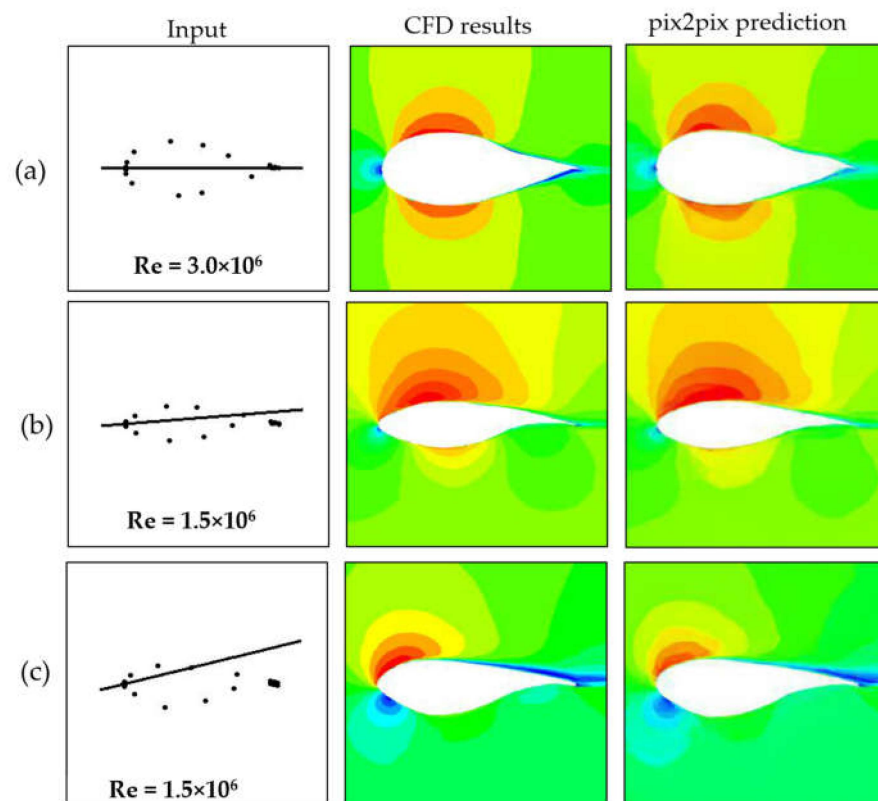 Input CFD results pix2pix prediction
(a)
Re = 3.0×10⁶
(b)
Re = 1.5×10⁶
(c)
Re = 1.5×10⁶